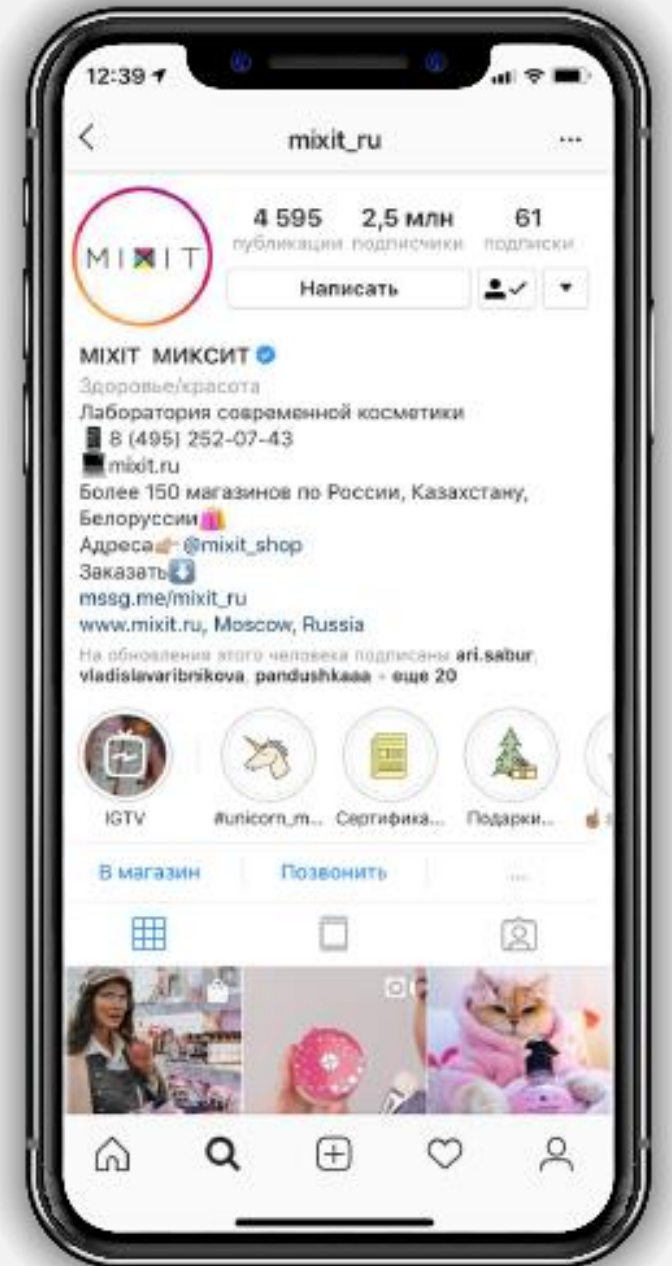 12:39
mixit_ru
...
4 595 2,5 млн 61
публикации подписчики подписки
MIXIT
Написать
MIXIT МИКСИТ
Здоровье/красота
Лаборатория современной косметики
8 (495) 252-07-43
mixit.ru
Более 150 магазинов по России, Казахстану,
Белоруссии
Адреса @mixit_shop
Заказать
mssg.me/mixit_ru
www.mixit.ru, Moscow, Russia
На обновления этого человека подписаны ari.sabur,
vladislavaribnikova, pandushkaaa - еще 20
IGTV #unicorn_m... Сертифика... Подарки...
В магазин Позвонить ...